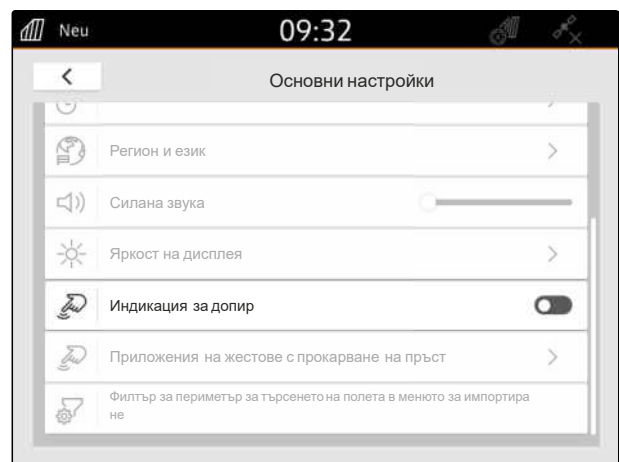 Neu
09:32
Основни настройки
Регион и език
Силана звука
Яркост на дисплея
Индикация за допир
Приложения на жестове с прокарване на пръст
Филтър за периметър за търсенето на полета в менюто за импортира
не